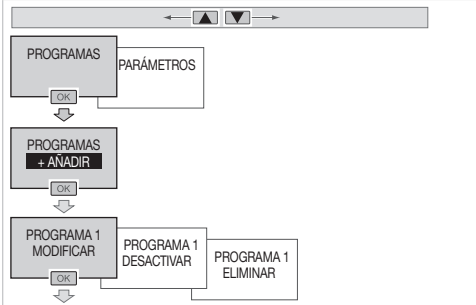 PROGRAMAS
PARÁMETROS
OK
PROGRAMAS
+ AÑADIR
OK
PROGRAMA 1
MODIFICAR
PROGRAMA 1
DESACTIVAR
PROGRAMA 1
ELIMINAR
OK